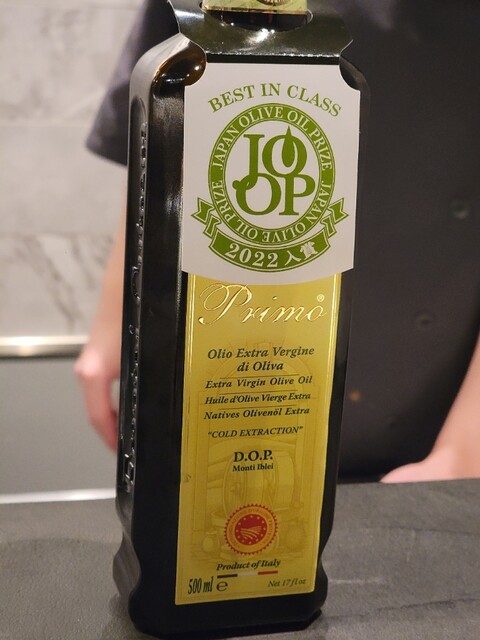 BEST IN CLASS
JAPAN OLIVE OIL PRIZE
JAPAN OLIVE OIL PRIZE
JOOP
2022 入賞
Primo®
Olio Extra Vergine
di Oliva
Extra Virgin Olive Oil
Huile d'Olive Vierge Extra
Natives Olivenöl Extra
"COLD EXTRACTION"
D.O.P.
Monti Iblei
Product of Italy
500 ml e
Net 17 fl oz